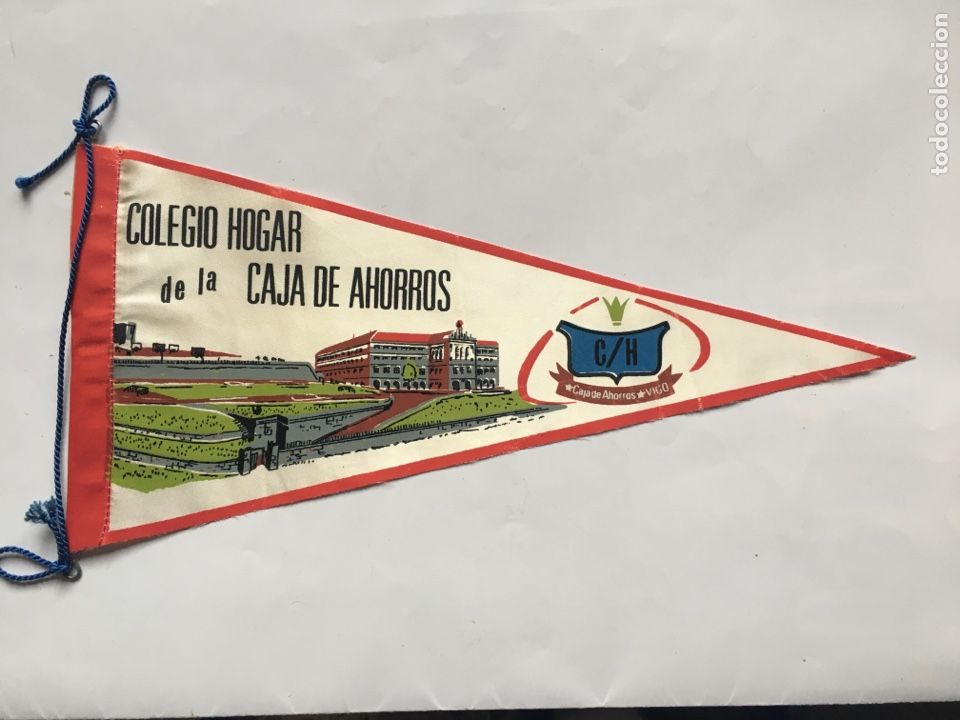 COLEGIO HOGAR
de la CAJA DE AHORROS
C/H
★Caja de Ahorros★VIGO
todocoleccion